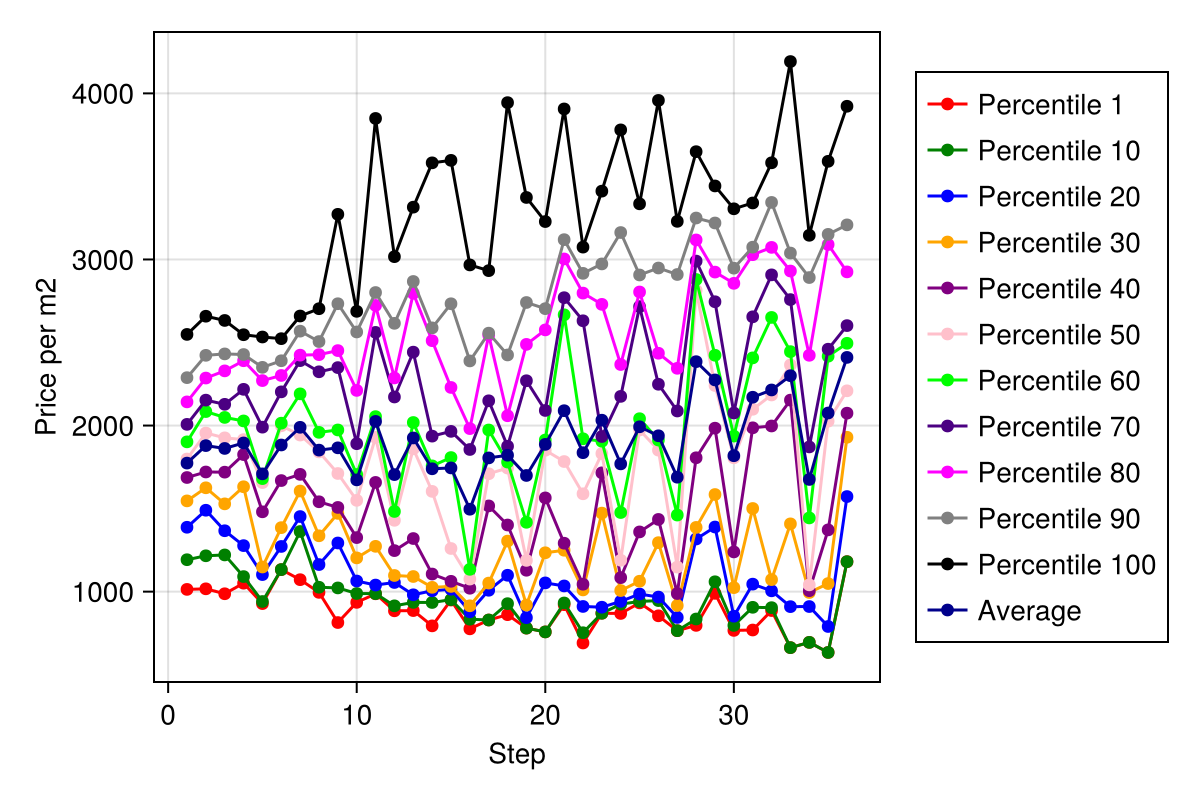 4000
3000
2000
1000
Price per m2
0
10
20
30
Step
Percentile 1
Percentile 10
Percentile 20
Percentile 30
Percentile 40
Percentile 50
Percentile 60
Percentile 70
Percentile 80
Percentile 90
Percentile 100
Average